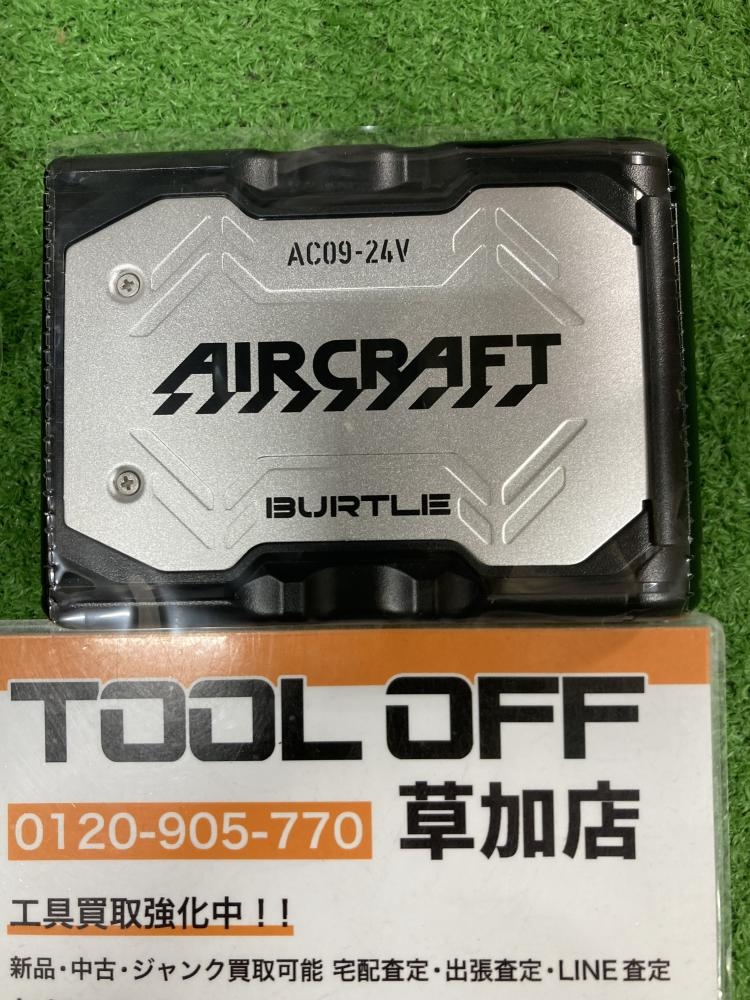 AC09-24V
AIRCRAFT
BURTLE
TOOL OFF
0120-905-770 草加店
工具買取強化中！！
新品・中古・ジャンク買取可能 宅配査定・出張査定・LINE査定